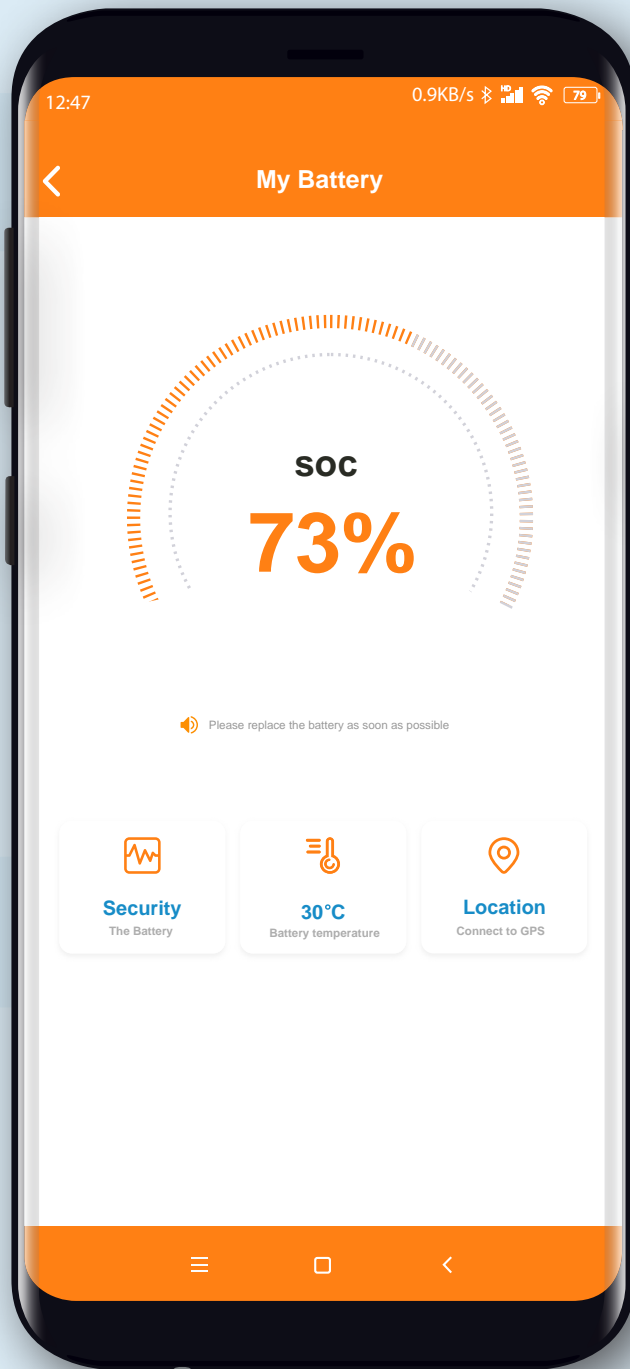 12:47
0.9KB/s HD 79
My Battery
SOC
73%
Please replace the battery as soon as possible
Security
The Battery
30°C
Battery temperature
Location
Connect to GPS